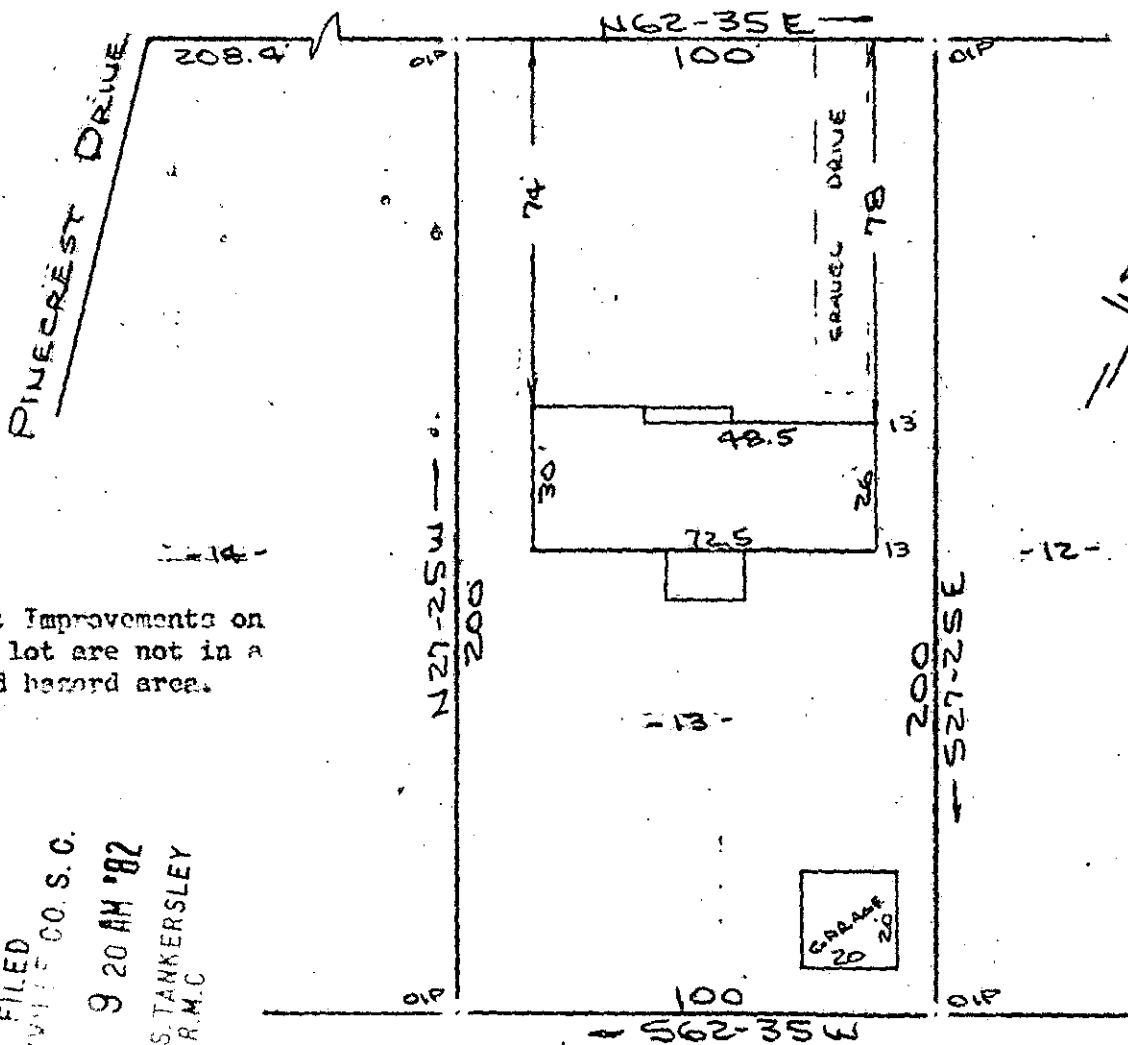 N62-35 E
208.4'
OIP
100
OIP
PINECREST DRIVE
GRAVEL DRIVE
74'
78
13'
48.5
30'
26
72.5
13
-14-
-12-
N27-25W
200
200
S27-25E
Improvements on
lot are not in a
hazard area.
-13-
FILED
CO. S. C.
9 20 AM '82
S. TANKERSLEY
R.M.C
GARAGE
20
20
OIP
100
OIP
S62-35W